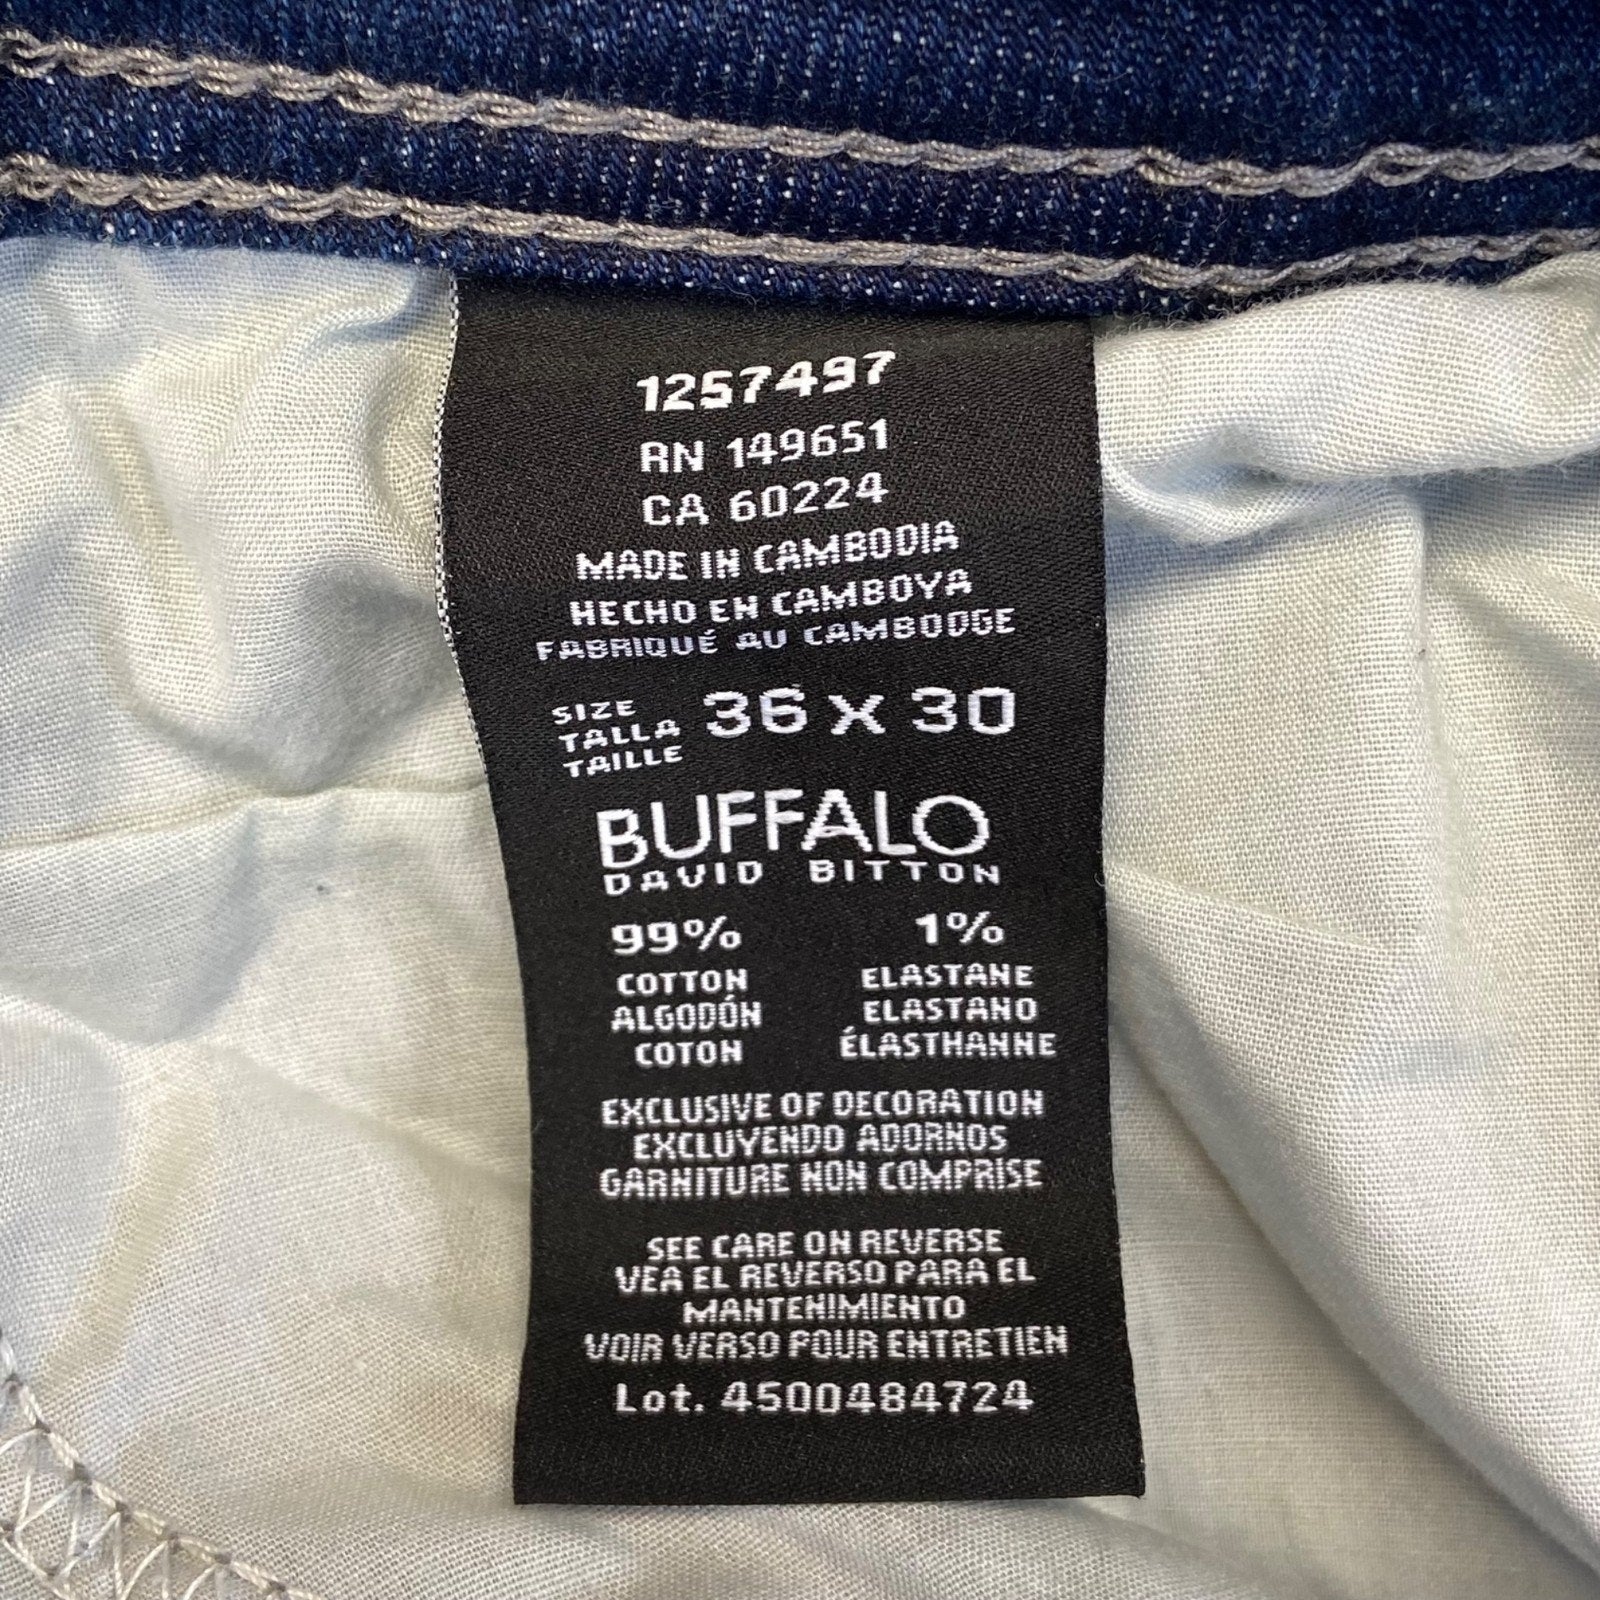 1257497
RN 149651
CA 60224
MADE IN CAMBODIA
HECHO EN CAMBOYA
FABRIQUÉ AU CAMBODGE
SIZE
TALLA
TAILLE
36 X 30
BUFFALO
DAVID BITTON
99% 1%
COTTON ELASTANE
ALGODÓN ELASTANO
COTON ÉLASTHANNE
EXCLUSIVE OF DECORATION
EXCLUYENDO ADORNOS
GARNITURE NON COMPRISE
SEE CARE ON REVERSE
VEA EL REVERSO PARA EL
MANTENIMIENTO
VOIR VERSO POUR ENTRETIEN
Lot. 4500484724